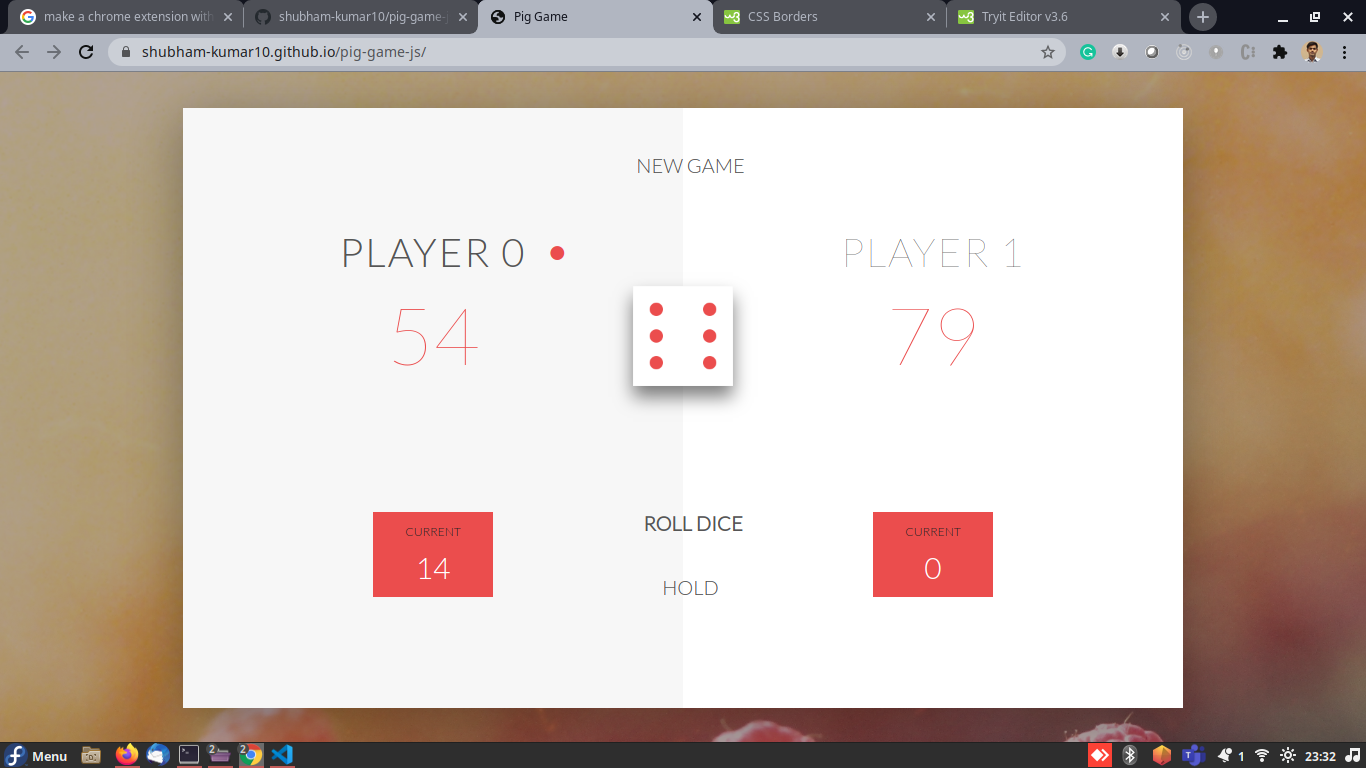 make a chrome extension with
shubham-kumar10/pig-game-j
Pig Game
CSS Borders
Tryit Editor v3.6
shubham-kumar10.github.io/pig-game-js/
NEW GAME
PLAYER 0
PLAYER 1
54
79
CURRENT
14
ROLL DICE
HOLD
CURRENT
0
Menu
2
2
1
23:32